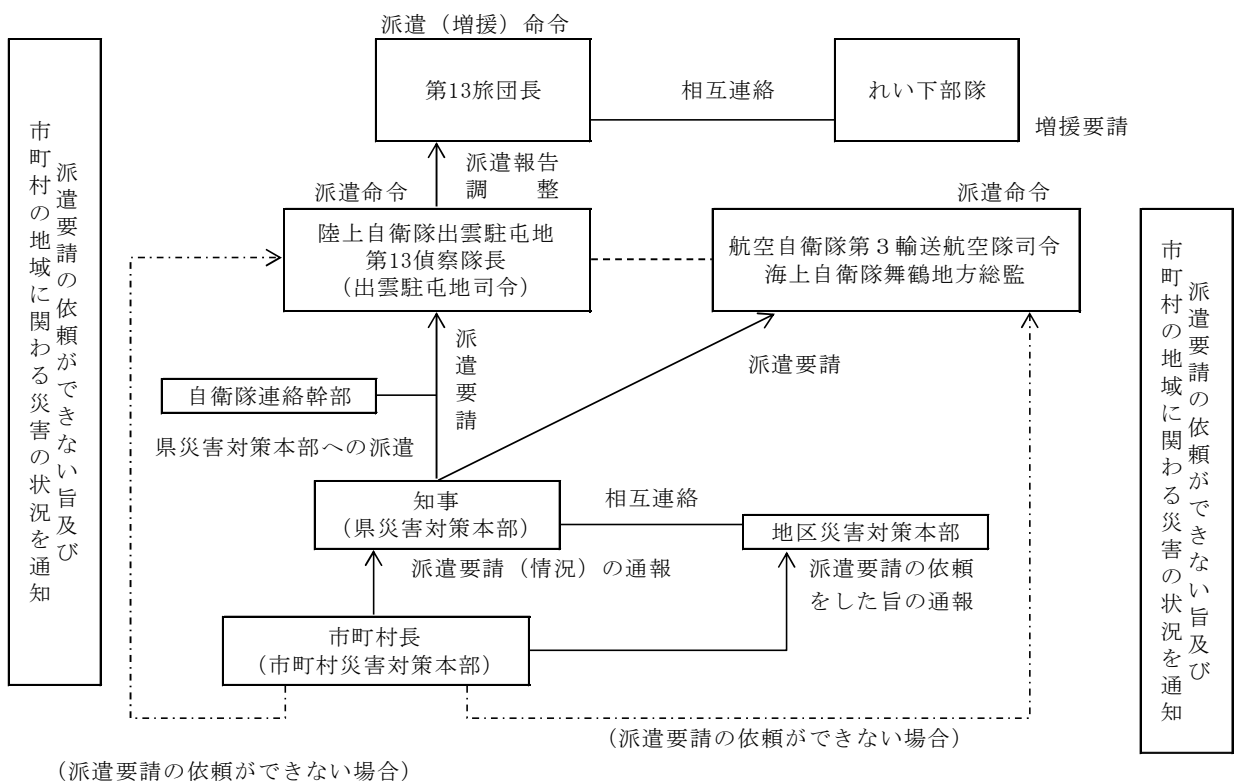 派遣（増援）命令
第13旅団長
相互連絡
れい下部隊
増援要請
派遣報告
調　　整
派遣命令
派遣命令
陸上自衛隊出雲駐屯地
第13偵察隊長
（出雲駐屯地司令）
航空自衛隊第３輸送航空隊司令
海上自衛隊舞鶴地方総監
派遣要請
派遣要請
自衛隊連絡幹部
県災害対策本部への派遣
知事
（県災害対策本部）
相互連絡
地区災害対策本部
派遣要請（情況）の通報
派遣要請の依頼
をした旨の通報
市町村長
（市町村災害対策本部）
（派遣要請の依頼ができない場合）
（派遣要請の依頼ができない場合）
派遣要請の依頼ができない旨及び
市町村の地域に関わる災害の状況を通知
派遣要請の依頼ができない旨及び
市町村の地域に関わる災害の状況を通知